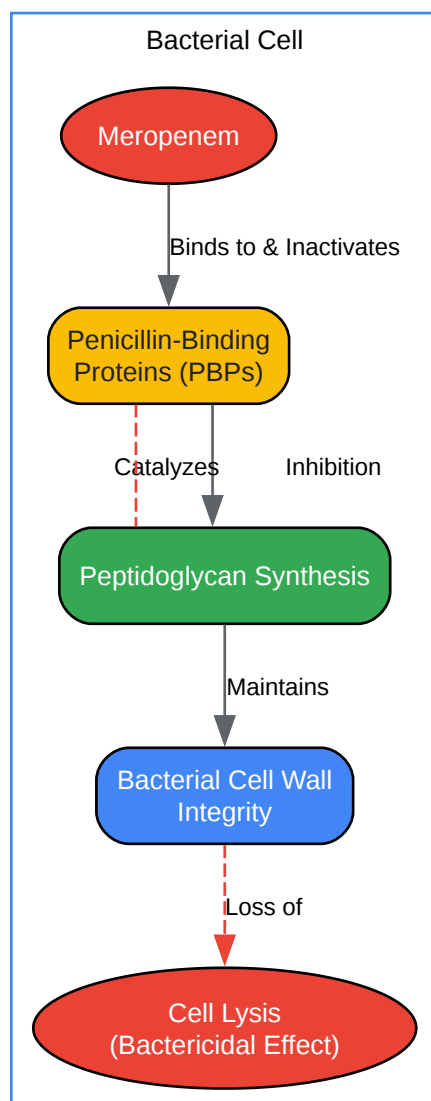 Bacterial Cell
Meropenem
Binds to & Inactivates
Penicillin-Binding
Proteins (PBPs)
Catalyzes
Inhibition
Peptidoglycan Synthesis
Maintains
Bacterial Cell Wall
Integrity
Loss of
Cell Lysis
(Bactericidal Effect)